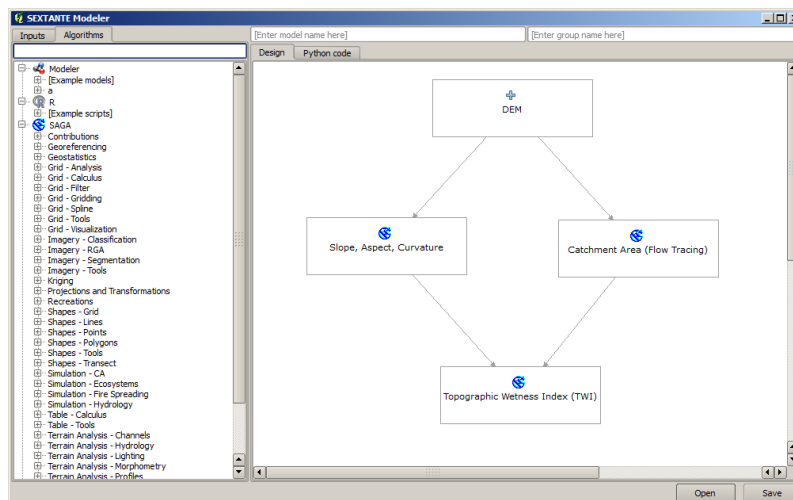 SEXTANTE Modeler
Inputs
Algorithms
[Enter model name here]
[Enter group name here]
Design
Python code
Modeler
[Example models]
a
R
[Example scripts]
SAGA
Contributions
Georeferencing
Geostatistics
Grid - Analysis
Grid - Calculus
Grid - Filter
Grid - Gridding
Grid - Spline
Grid - Tools
Grid - Visualization
Imagery - Classification
Imagery - RGA
Imagery - Segmentation
Imagery - Tools
Kriging
Projections and Transformations
Recreations
Shapes - Grid
Shapes - Lines
Shapes - Points
Shapes - Polygons
Shapes - Tools
Shapes - Transect
Simulation - CA
Simulation - Ecosystems
Simulation - Fire Spreading
Simulation - Hydrology
Table - Calculus
Table - Tools
Terrain Analysis - Channels
Terrain Analysis - Hydrology
Terrain Analysis - Lighting
Terrain Analysis - Morphometry
Terrain Analysis - Profiles
DEM
Slope, Aspect, Curvature
Catchment Area (Flow Tracing)
Topographic Wetness Index (TWI)
Open
Save